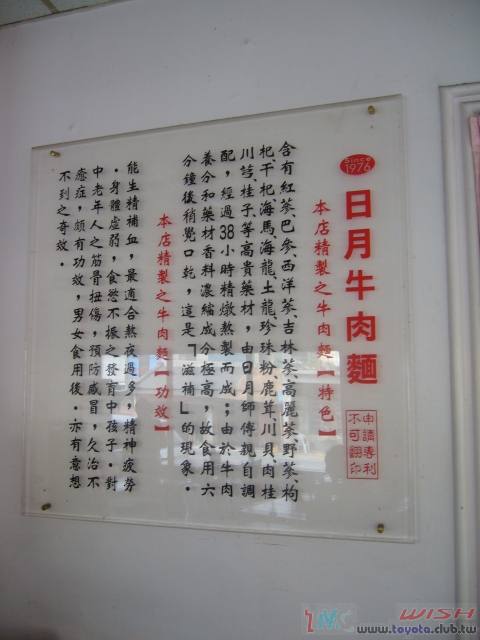 Since 1976
日月牛肉麵
申請專利
不可翻印
本店精製之牛肉麵【特色】
含有紅蔘、巴參、西洋蔘、吉林蔘、高麗蔘、野蔘、枸
杞、干杞、海馬、海龍、土龍、珍珠粉、鹿茸、川貝、肉桂
川芎、桂子、等高貴藥材，由日月師傅親自調
配，經過38小時精燉熬製而成；由於牛肉
養分和藥材香料濃縮成分極高，故食用六
分鐘後稍覺口乾，這是「滋補」的現象．
本店精製之牛肉麵【功效】
能生精補血，最適合熬夜過多，精神疲勞
．身體虛弱，食慾不振之發育中孩子．對
中老年人之筋骨扭傷，預防感冒，久治不
癒症，頗有功效，男女食用後．亦有意想
不到之奇效．
WISH
www.toyota.club.tw